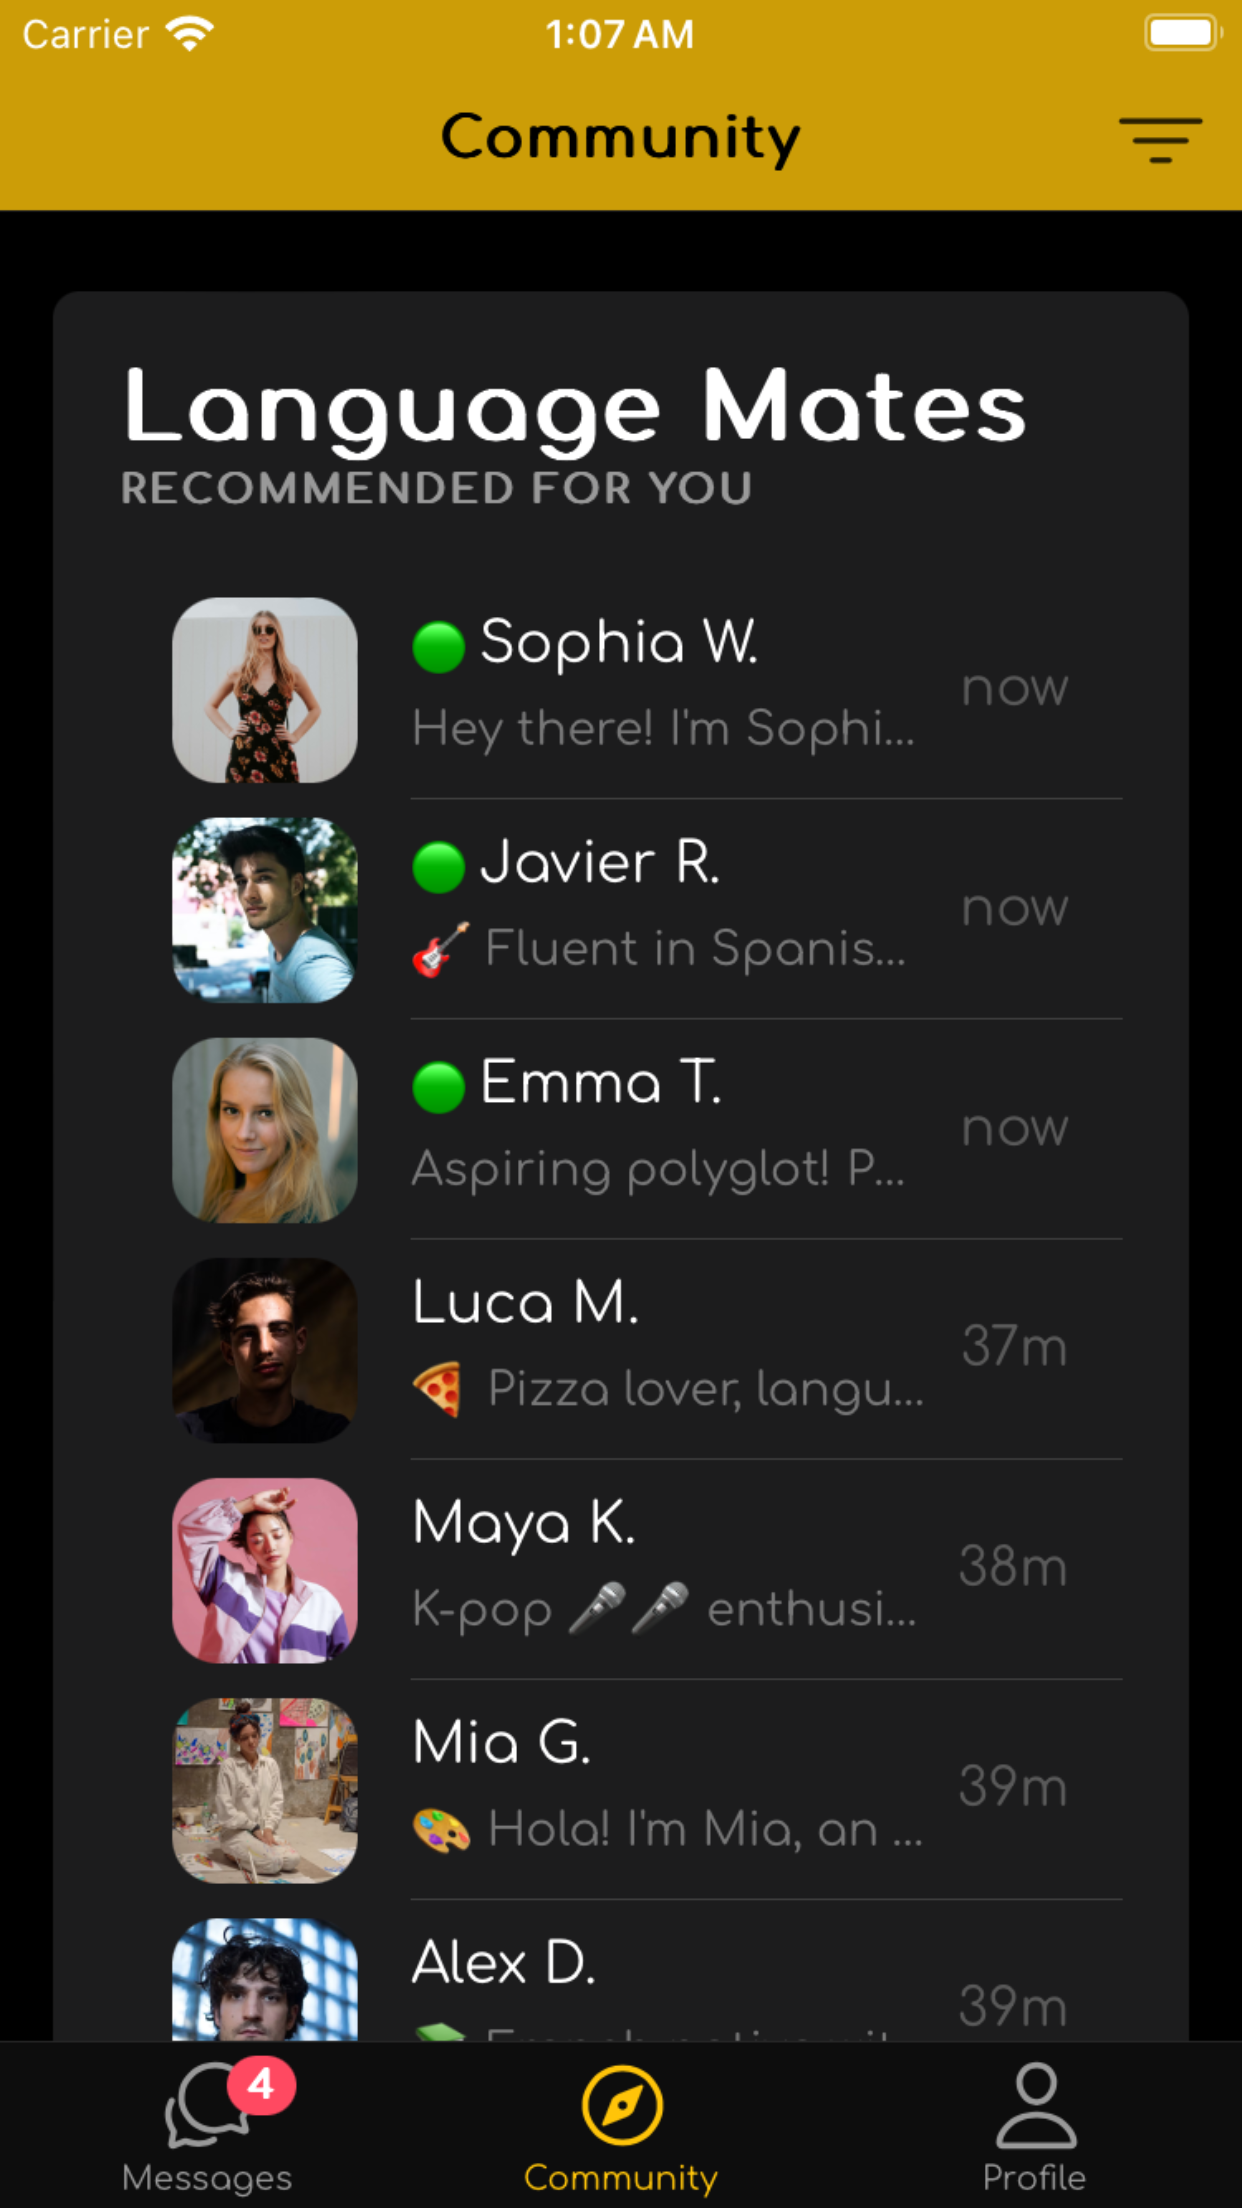 Carrier 1:07 AM
Community
Language Mates
RECOMMENDED FOR YOU
Sophia W.
now
Hey there! I'm Sophi...
Javier R.
now
🎸 Fluent in Spanis...
Emma T.
now
Aspiring polyglot! P...
Luca M.
37m
🍕 Pizza lover, langu...
Maya K.
38m
K-pop 🎤🎤 enthusi...
Mia G.
39m
🎨 Hola! I'm Mia, an ...
Alex D.
39m
4
Messages Community Profile